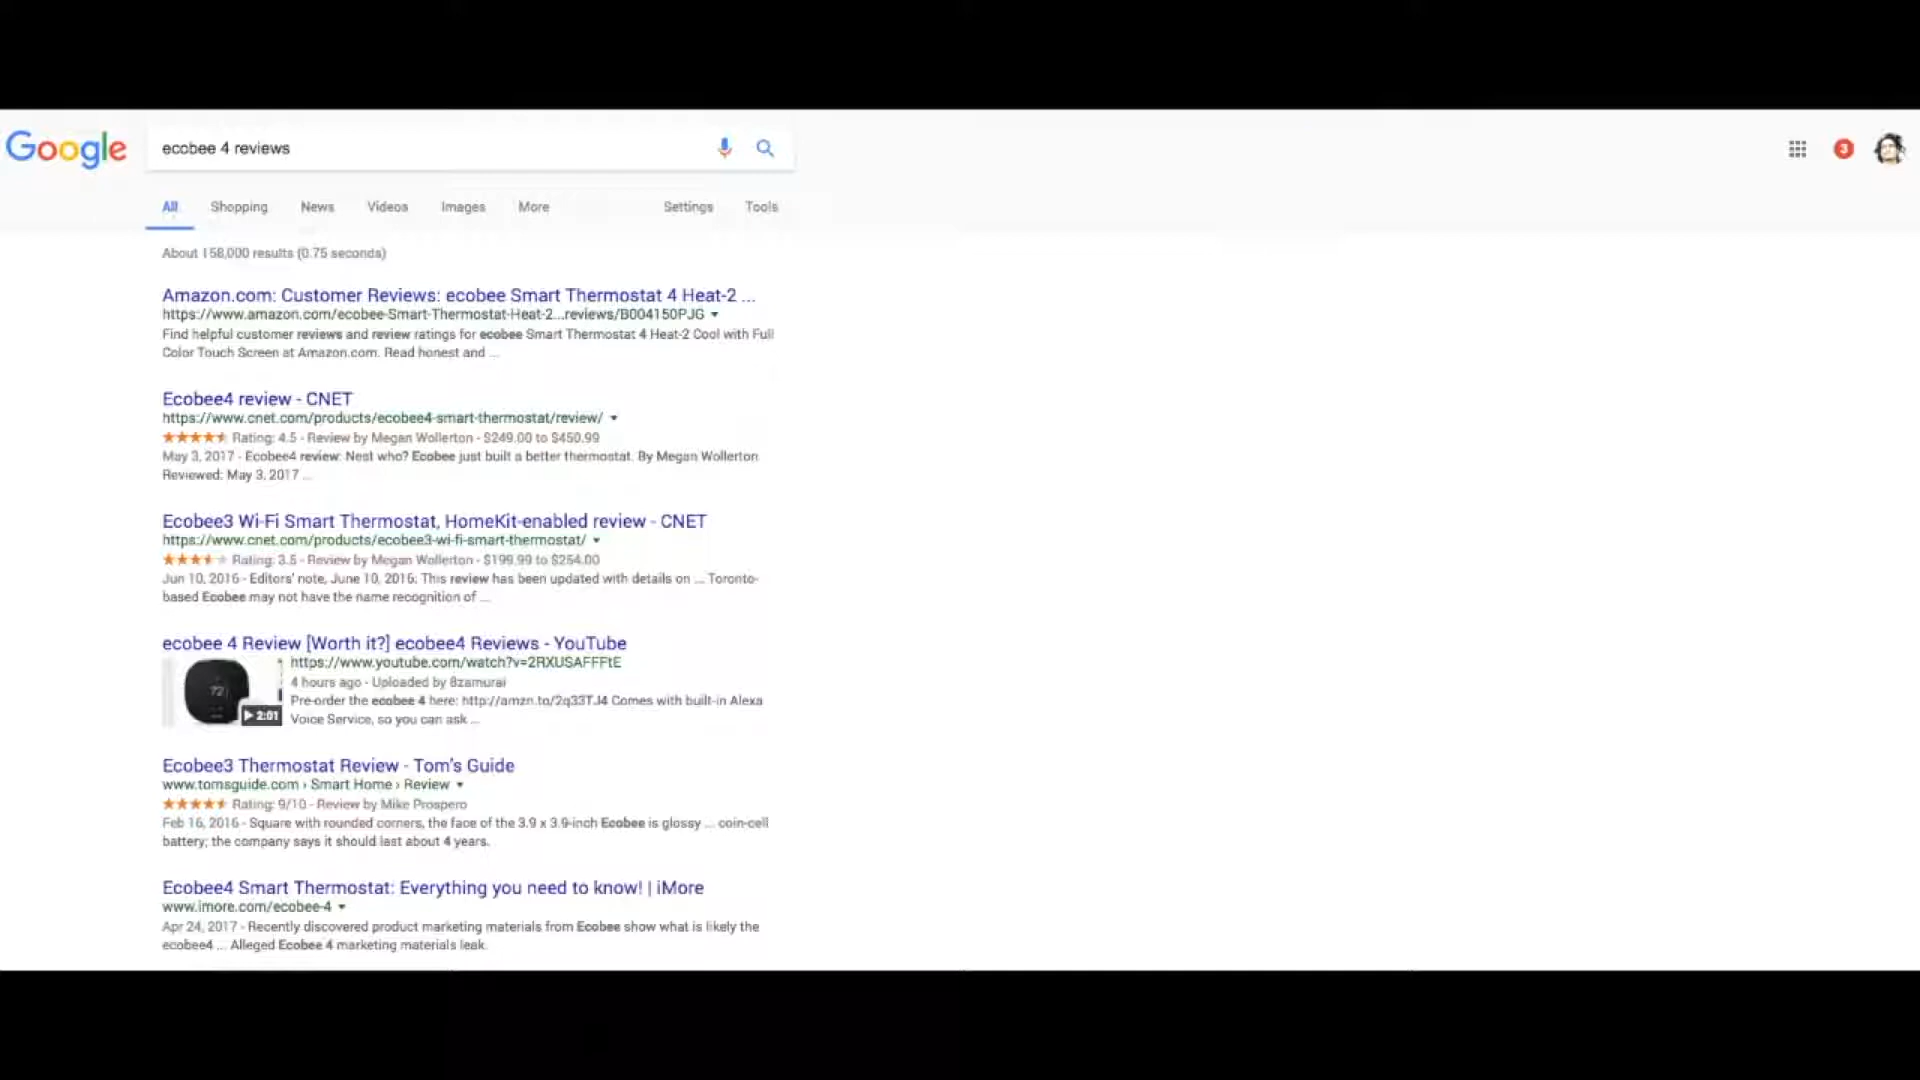 Google
ecobee 4 reviews
3
All Shopping News Videos Images More Settings Tools
About 158,000 results (0.75 seconds)
Amazon.com: Customer Reviews: ecobee Smart Thermostat 4 Heat-2 ...
https://www.amazon.com/ecobee-Smart-Thermostat-Heat-2...reviews/B004150PJG
Find helpful customer reviews and review ratings for ecobee Smart Thermostat 4 Heat-2 Cool with Full
Color Touch Screen at Amazon.com. Read honest and ...
Ecobee4 review - CNET
https://www.cnet.com/products/ecobee4-smart-thermostat/review/
Rating: 4.5 - Review by Megan Wollerton - $249.00 to $450.99
May 3, 2017 - Ecobee4 review: Nest who? Ecobee just built a better thermostat. By Megan Wollerton
Reviewed: May 3, 2017 ...
Ecobee3 Wi-Fi Smart Thermostat, HomeKit-enabled review - CNET
https://www.cnet.com/products/ecobee3-wi-fi-smart-thermostat/
Rating: 3.5 - Review by Megan Wollerton - $199.99 to $254.00
Jun 10, 2016 - Editors' note, June 10, 2016: This review has been updated with details on ... Toronto-
based Ecobee may not have the name recognition of ...
ecobee 4 Review [Worth it?] ecobee4 Reviews - YouTube
https://www.youtube.com/watch?v=2RXUSAFFFtE
4 hours ago - Uploaded by 8zamurai
Pre-order the ecobee 4 here: http://amzn.to/2q33TJ4 Comes with built-in Alexa
Voice Service, so you can ask ...
72
2:01
Ecobee3 Thermostat Review - Tom's Guide
www.tomsguide.com › Smart Home › Review
Rating: 9/10 - Review by Mike Prospero
Feb 16, 2016 - Square with rounded corners, the face of the 3.9 x 3.9-inch Ecobee is glossy ... coin-cell
battery; the company says it should last about 4 years.
Ecobee4 Smart Thermostat: Everything you need to know! | iMore
www.imore.com/ecobee-4
Apr 24, 2017 - Recently discovered product marketing materials from Ecobee show what is likely the
ecobee4 ... Alleged Ecobee 4 marketing materials leak.